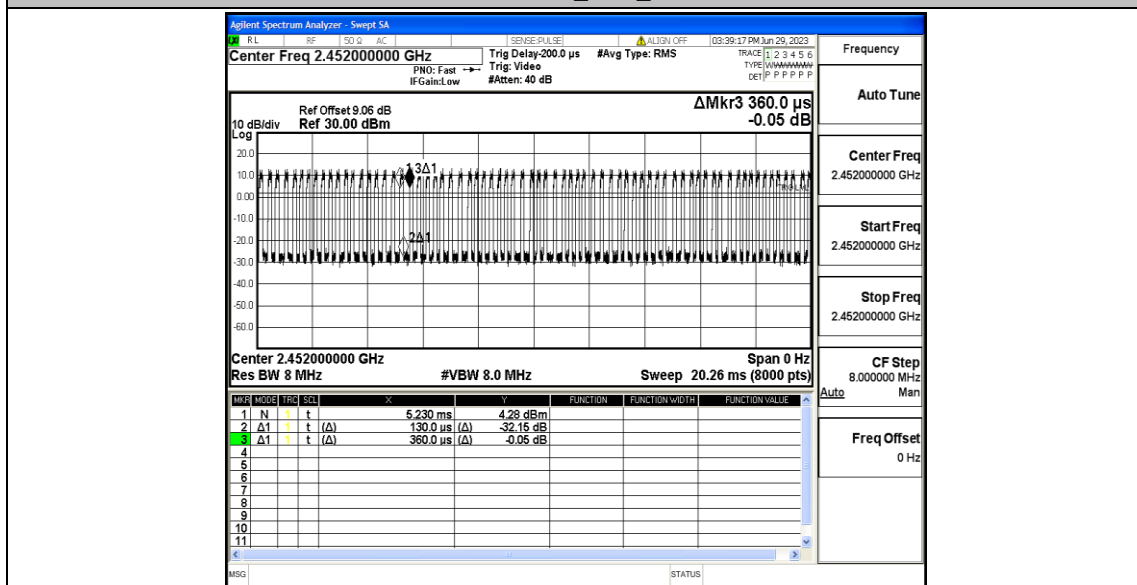 Agilent Spectrum Analyzer - Swept SA
RL RF 50 Ω AC SENSE:PULSE ALIGN OFF 03:39:17 PM Jun 29, 2023
Center Freq 2.452000000 GHz
PNO: Fast
IFGain:Low
Trig Delay-200.0 µs
Trig: Video
#Atten: 40 dB
#Avg Type: RMS
TRACE 1 2 3 4 5 6
TYPE
DET P P P P P P
Ref Offset 9.06 dB
10 dB/div Ref 30.00 dBm
Log
ΔMkr3 360.0 µs
-0.05 dB
20.0
10.0
0.00
-10.0
-20.0
-30.0
-40.0
-50.0
-60.0
1 3Δ1
TRIG LVL
2Δ1
Center 2.452000000 GHz Span 0 Hz
Res BW 8 MHz #VBW 8.0 MHz Sweep 20.26 ms (8000 pts)
MKR MODE TRC SCL X Y FUNCTION FUNCTION WIDTH FUNCTION VALUE
1 N 1 t 5.230 ms 4.28 dBm
2 Δ1 1 t (Δ) 130.0 µs (Δ) -32.15 dB
3 Δ1 1 t (Δ) 360.0 µs (Δ) -0.05 dB
4
5
6
7
8
9
10
11
MSG STATUS
Frequency
Auto Tune
Center Freq
2.452000000 GHz
Start Freq
2.452000000 GHz
Stop Freq
2.452000000 GHz
CF Step
8.000000 MHz
Auto Man
Freq Offset
0 Hz